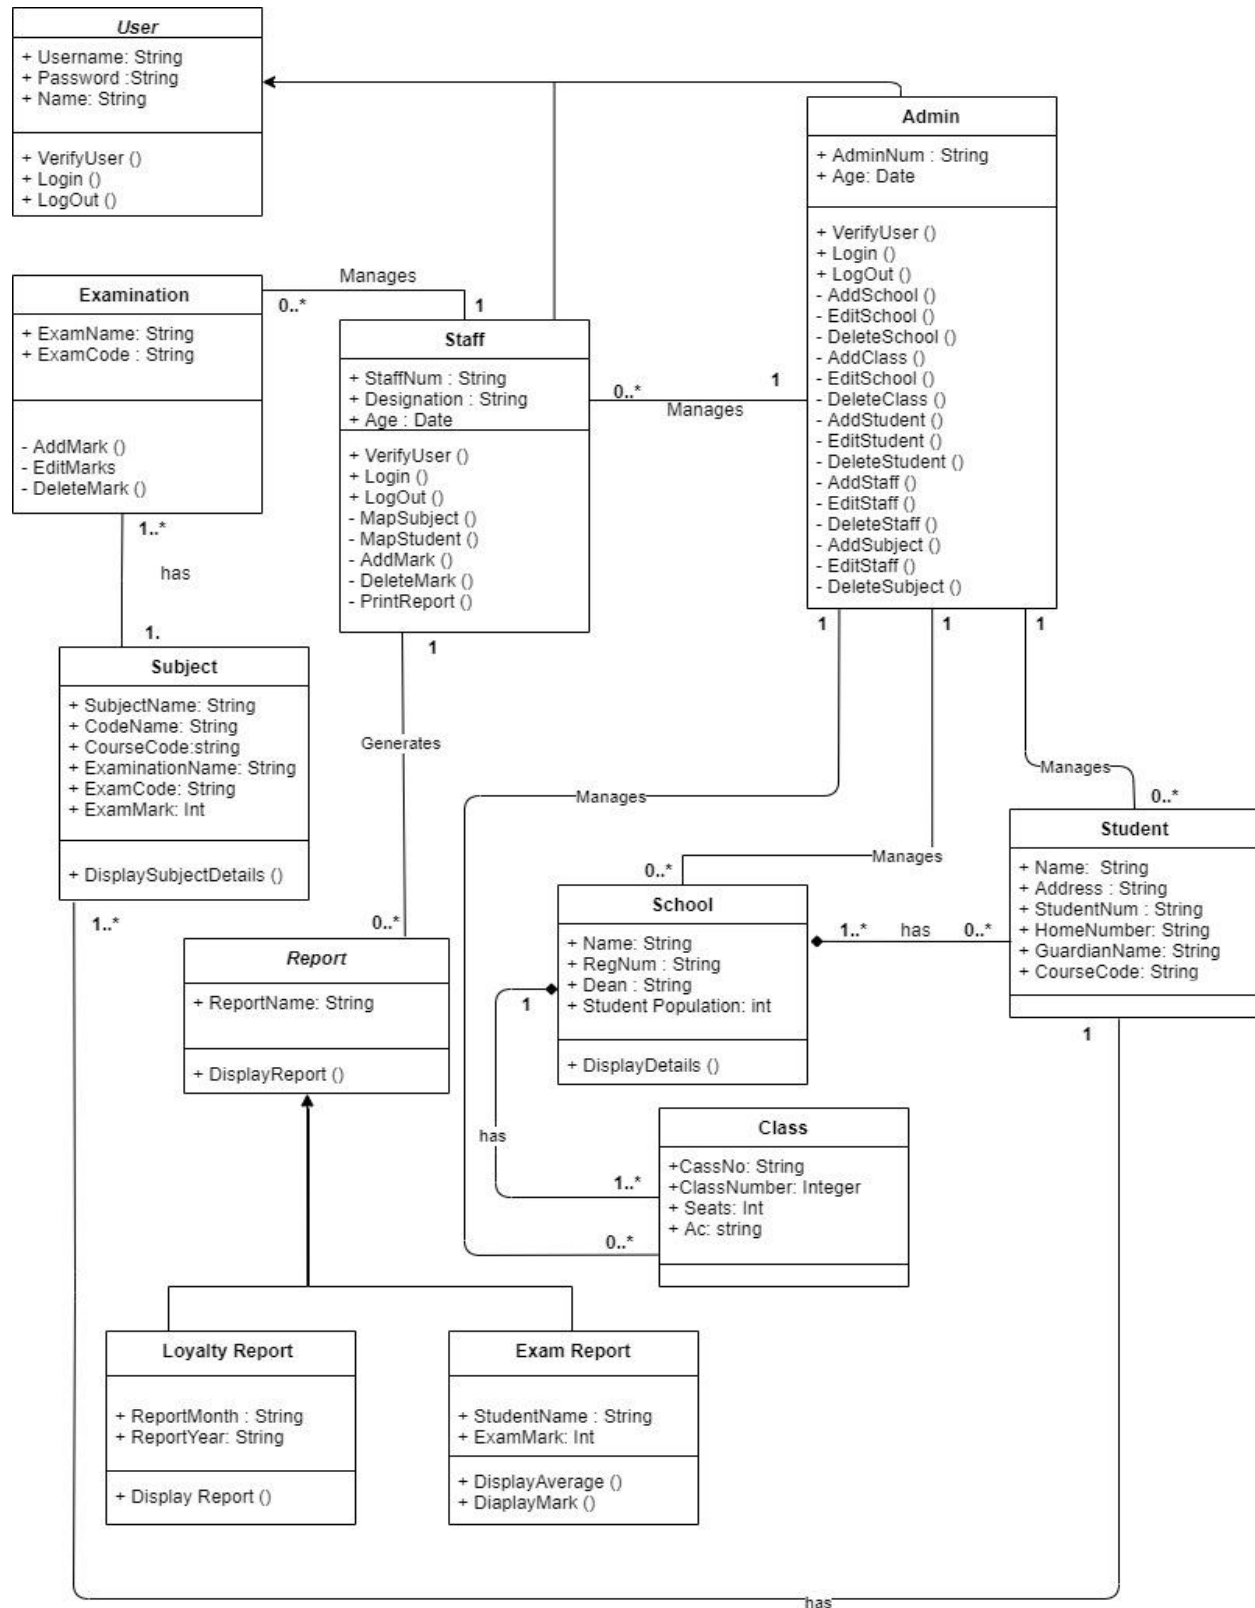 User
+ Username: String
+ Password :String
+ Name: String
+ VerifyUser ()
+ Login ()
+ LogOut ()
Admin
+ AdminNum : String
+ Age: Date
+ VerifyUser ()
+ Login ()
+ LogOut ()
- AddSchool ()
- EditSchool ()
- DeleteSchool ()
- AddClass ()
- EditSchool ()
- DeleteClass ()
- AddStudent ()
- EditStudent ()
- DeleteStudent ()
- AddStaff ()
- EditStaff ()
- DeleteStaff ()
- AddSubject ()
- EditStaff ()
- DeleteSubject ()
Examination
+ ExamName: String
+ ExamCode : String
- AddMark ()
- EditMarks
- DeleteMark ()
Manages
0..*
1
Staff
+ StaffNum : String
+ Designation : String
+ Age : Date
+ VerifyUser ()
+ Login ()
+ LogOut ()
- MapSubject ()
- MapStudent ()
- AddMark ()
- DeleteMark ()
- PrintReport ()
0..*
1
Manages
1..*
has
1.
Subject
+ SubjectName: String
+ CodeName: String
+ CourseCode:string
+ ExaminationName: String
+ ExamCode: String
+ ExamMark: Int
+ DisplaySubjectDetails ()
1..*
1
Generates
0..*
1
1
1
Manages
Manages
Manages
0..*
0..*
Student
+ Name: String
+ Address : String
+ StudentNum : String
+ HomeNumber: String
+ GuardianName: String
+ CourseCode: String
1
School
+ Name: String
+ RegNum : String
+ Dean : String
+ Student Population: int
+ DisplayDetails ()
1..*
has
0..*
1
has
1..*
0..*
Report
+ ReportName: String
+ DisplayReport ()
Class
+CassNo: String
+ClassNumber: Integer
+ Seats: Int
+ Ac: string
Loyalty Report
+ ReportMonth : String
+ ReportYear: String
+ Display Report ()
Exam Report
+ StudentName : String
+ ExamMark: Int
+ DisplayAverage ()
+ DiaplayMark ()
has